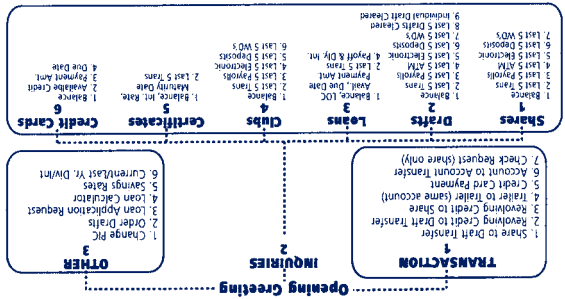 Opening Greeting
TRANSACTION
1
1. Share to Draft Transfer
2. Revolving Credit to Draft Transfer
3. Revolving Credit to Share
4. Trailer to Trailer (same account)
5. Credit Card Payment
6. Account to Account Transfer
7. Check Request (share only)
INQUIRIES
2
OTHER
3
1. Change PIC
2. Order Drafts
3. Loan Application Request
4. Loan Calculator
5. Savings Rates
6. Current/Last Yr. Div/Int
Shares
1
1. Balance
2. Last 5 Trans
3. Last 5 Payrolls
4. Last 5 ATM
5. Last 5 Electronic
6. Last 5 Deposits
7. Last 5 WD's
Drafts
2
1. Balance
2. Last 5 Trans
3. Last 5 Payrolls
4. Last 5 ATM
5. Last 5 Electronic
6. Last 5 Deposits
7. Last 5 WD's
8. Last 5 Drafts Cleared
9. Individual Draft Cleared
Loans
3
1. Balance, LOC,
Avail., Due Date
Payment Amt.
2. Last 5 Trans
4. Payoff & Dly. Int.
Clubs
4
1. Balance
2. Last 5 Trans
3. Last 5 Payrolls
4. Last 5 Electronic
5. Last 5 Deposits
6. Last 5 WD's
Certificates
5
1. Balance, Int. Rate,
Maturity Date
2. Last 5 Trans
Credit Cards
6
1. Balance
2. Available Credit
3. Payment Amt.
4. Due Date